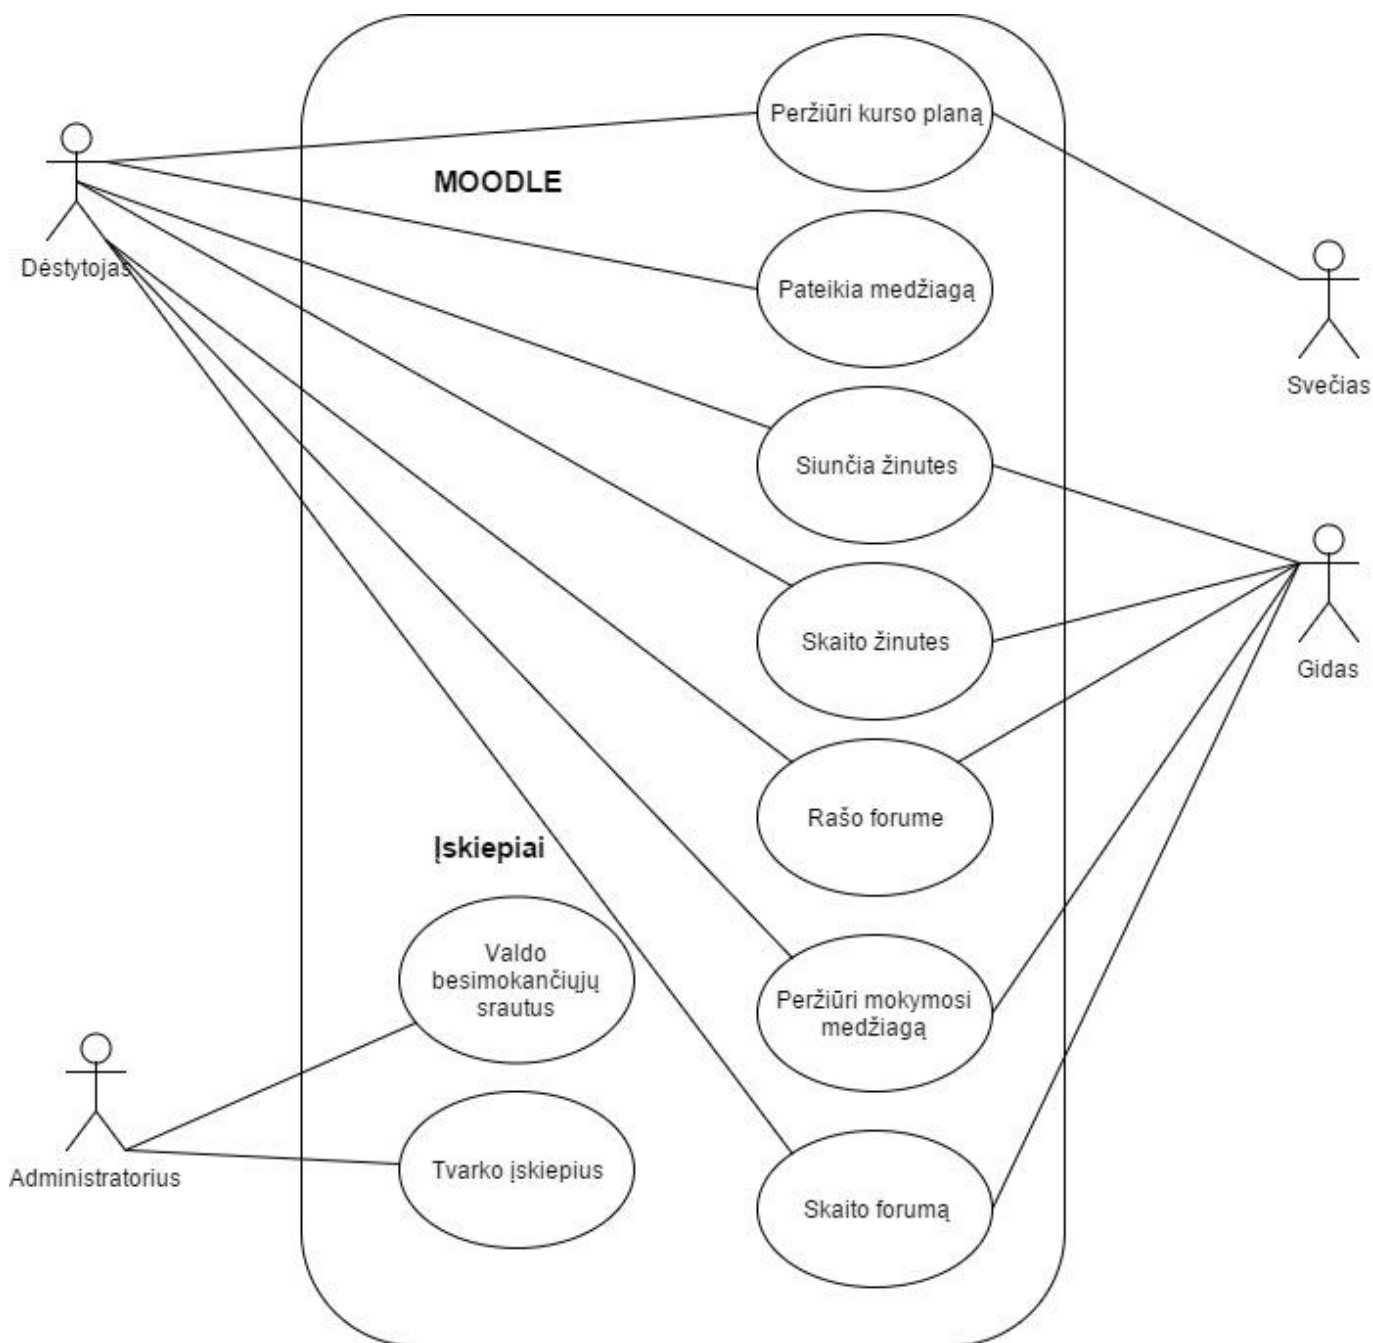 Peržiūri kurso planą
MOODLE
Dėstytojas
Pateikia medžiagą
Svečias
Siunčia žinutes
Skaito žinutes
Gidas
Rašo forume
Įskiepiai
Valdo
besimokančiųjų
srautus
Peržiūri mokymosi
medžiagą
Administratorius
Tvarko įskiepius
Skaito forumą